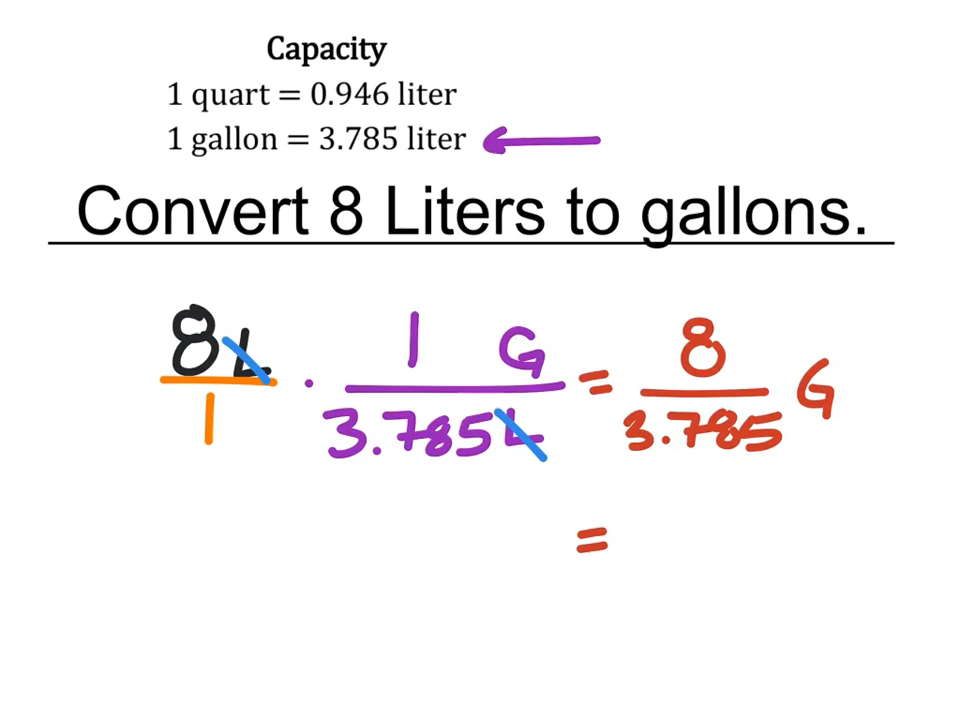 Capacity
1 quart = 0.946 liter
1 gallon = 3.785 liter
Convert 8 Liters to gallons.
8L/1 · 1 G/3.785L = 8/3.785 G
=